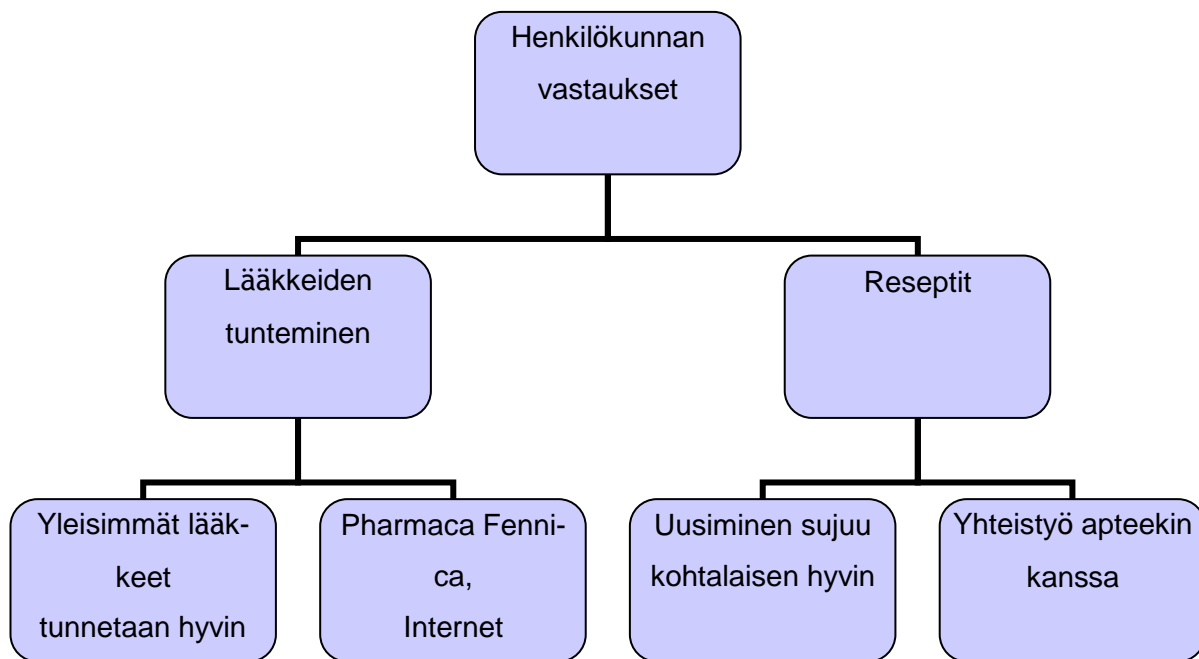 Henkilökunnan
vastaukset
Lääkkeiden
tunteminen
Reseptit
Yleisimmät lääk-
keet
tunnetaan hyvin
Pharmaca Fenni-
ca,
Internet
Uusiminen sujuu
kohtalaisen hyvin
Yhteistyö apteekin
kanssa